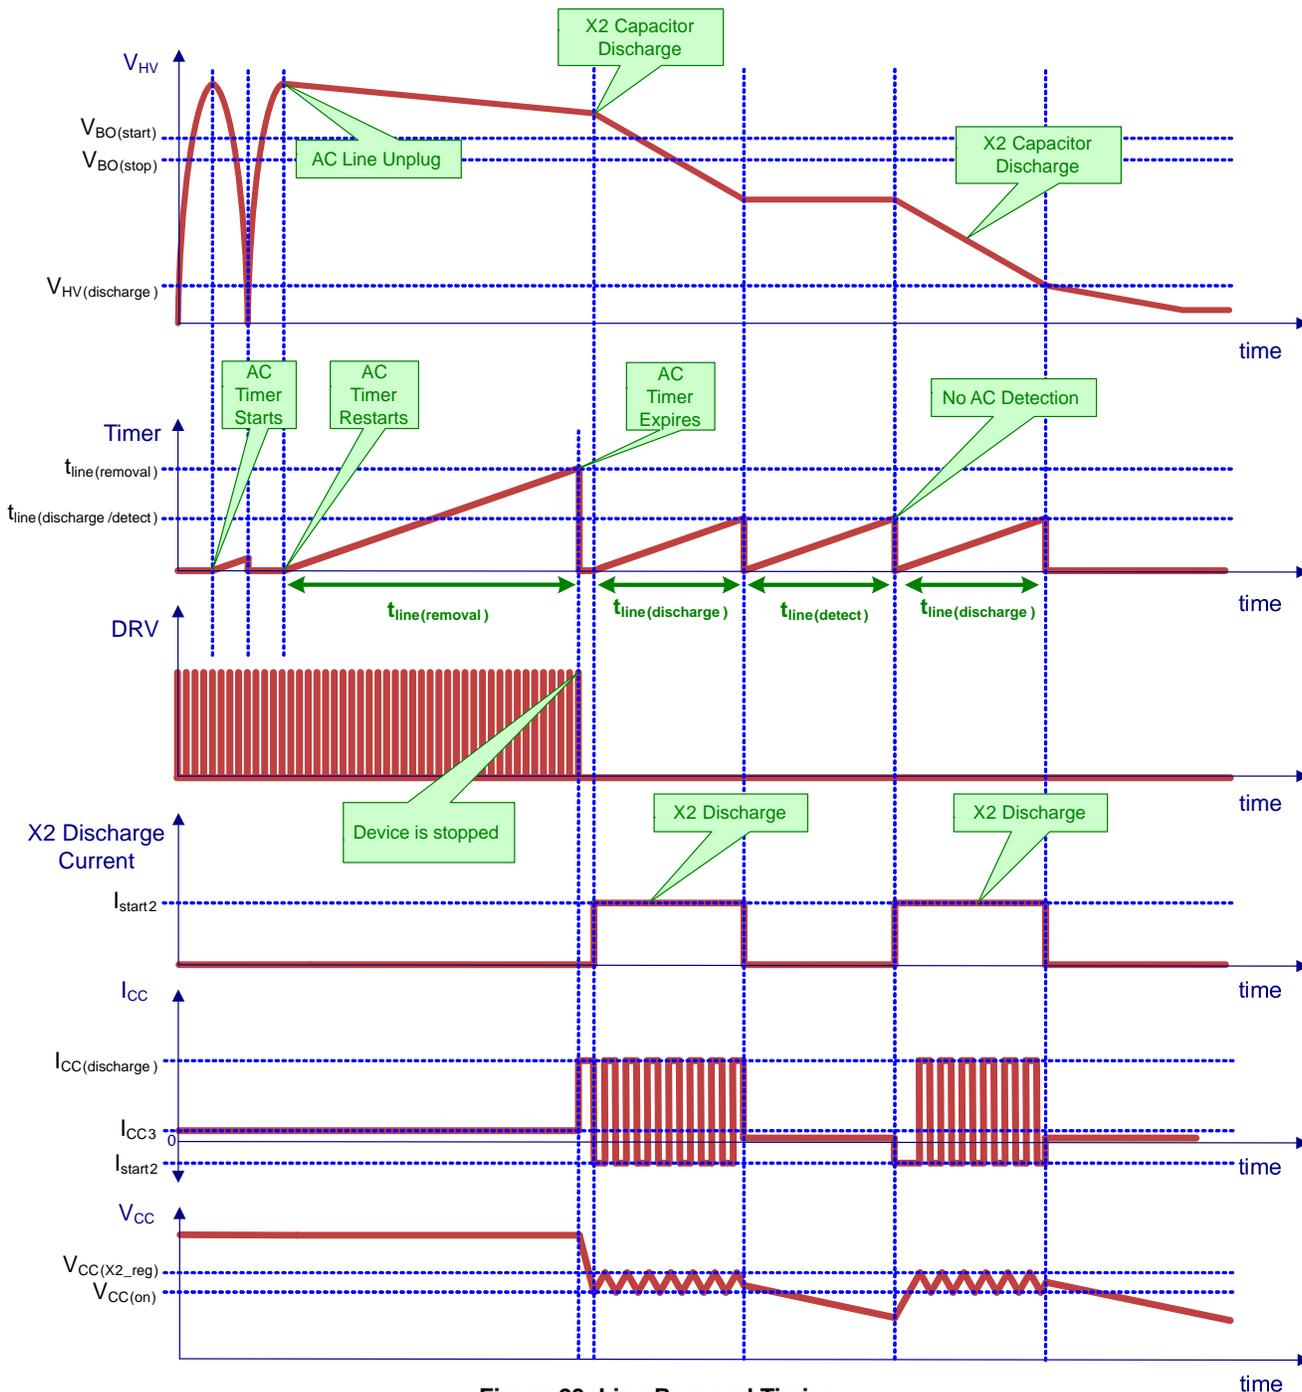 X2 Capacitor
Discharge
VHV
VBO(start)
VBO(stop)
AC Line Unplug
X2 Capacitor
Discharge
VHV(discharge)
time
AC
Timer
Starts
AC
Timer
Restarts
AC
Timer
Expires
No AC Detection
Timer
tline(removal)
tline(discharge/detect)
time
tline(removal)
tline(discharge)
tline(detect)
tline(discharge)
DRV
time
Device is stopped
X2 Discharge
X2 Discharge
X2 Discharge
Current
Istart2
time
ICC
ICC(discharge)
ICC3
0
Istart2
time
VCC
VCC(X2_reg)
VCC(on)
time